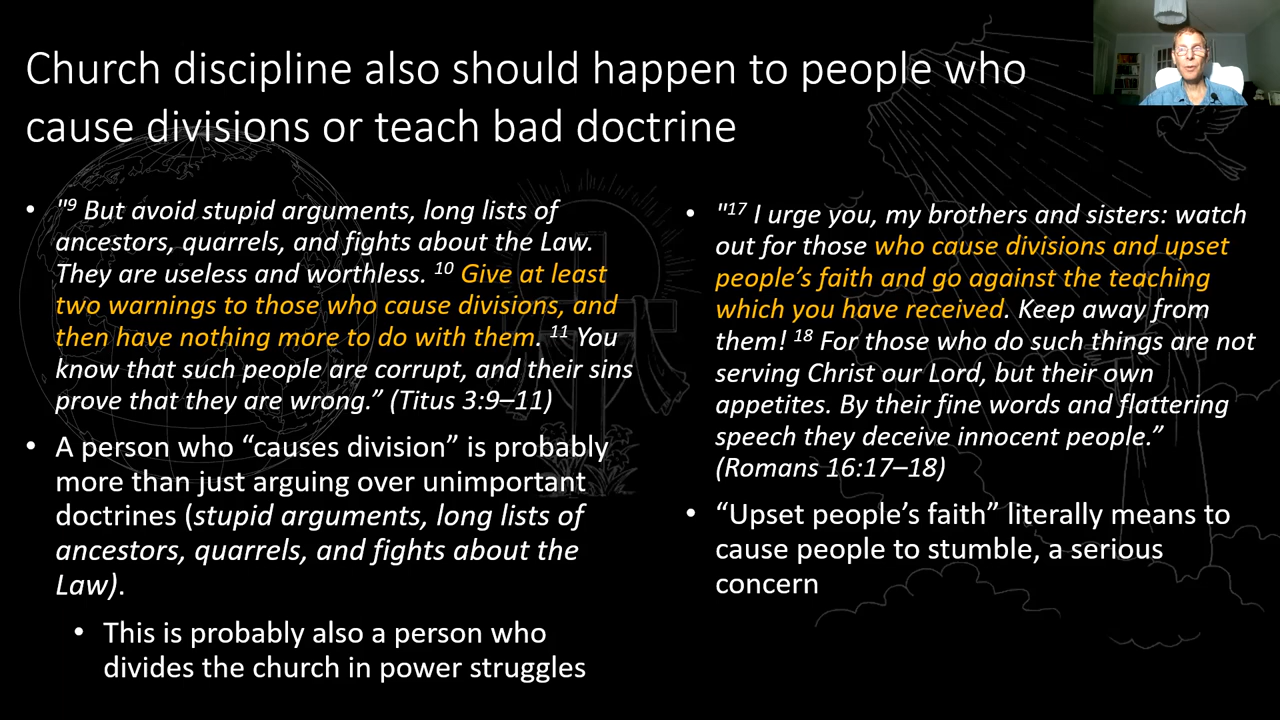 Church discipline also should happen to people who
cause divisions or teach bad doctrine
• "⁹ But avoid stupid arguments, long lists of
ancestors, quarrels, and fights about the Law.
They are useless and worthless. ¹⁰ Give at least
two warnings to those who cause divisions, and
then have nothing more to do with them. ¹¹ You
know that such people are corrupt, and their sins
prove that they are wrong.” (Titus 3:9–11)
• A person who “causes division” is probably
more than just arguing over unimportant
doctrines (stupid arguments, long lists of
ancestors, quarrels, and fights about the
Law).
• This is probably also a person who
divides the church in power struggles
• "¹⁷ I urge you, my brothers and sisters: watch
out for those who cause divisions and upset
people’s faith and go against the teaching
which you have received. Keep away from
them! ¹⁸ For those who do such things are not
serving Christ our Lord, but their own
appetites. By their fine words and flattering
speech they deceive innocent people.”
(Romans 16:17–18)
• “Upset people’s faith” literally means to
cause people to stumble, a serious
concern